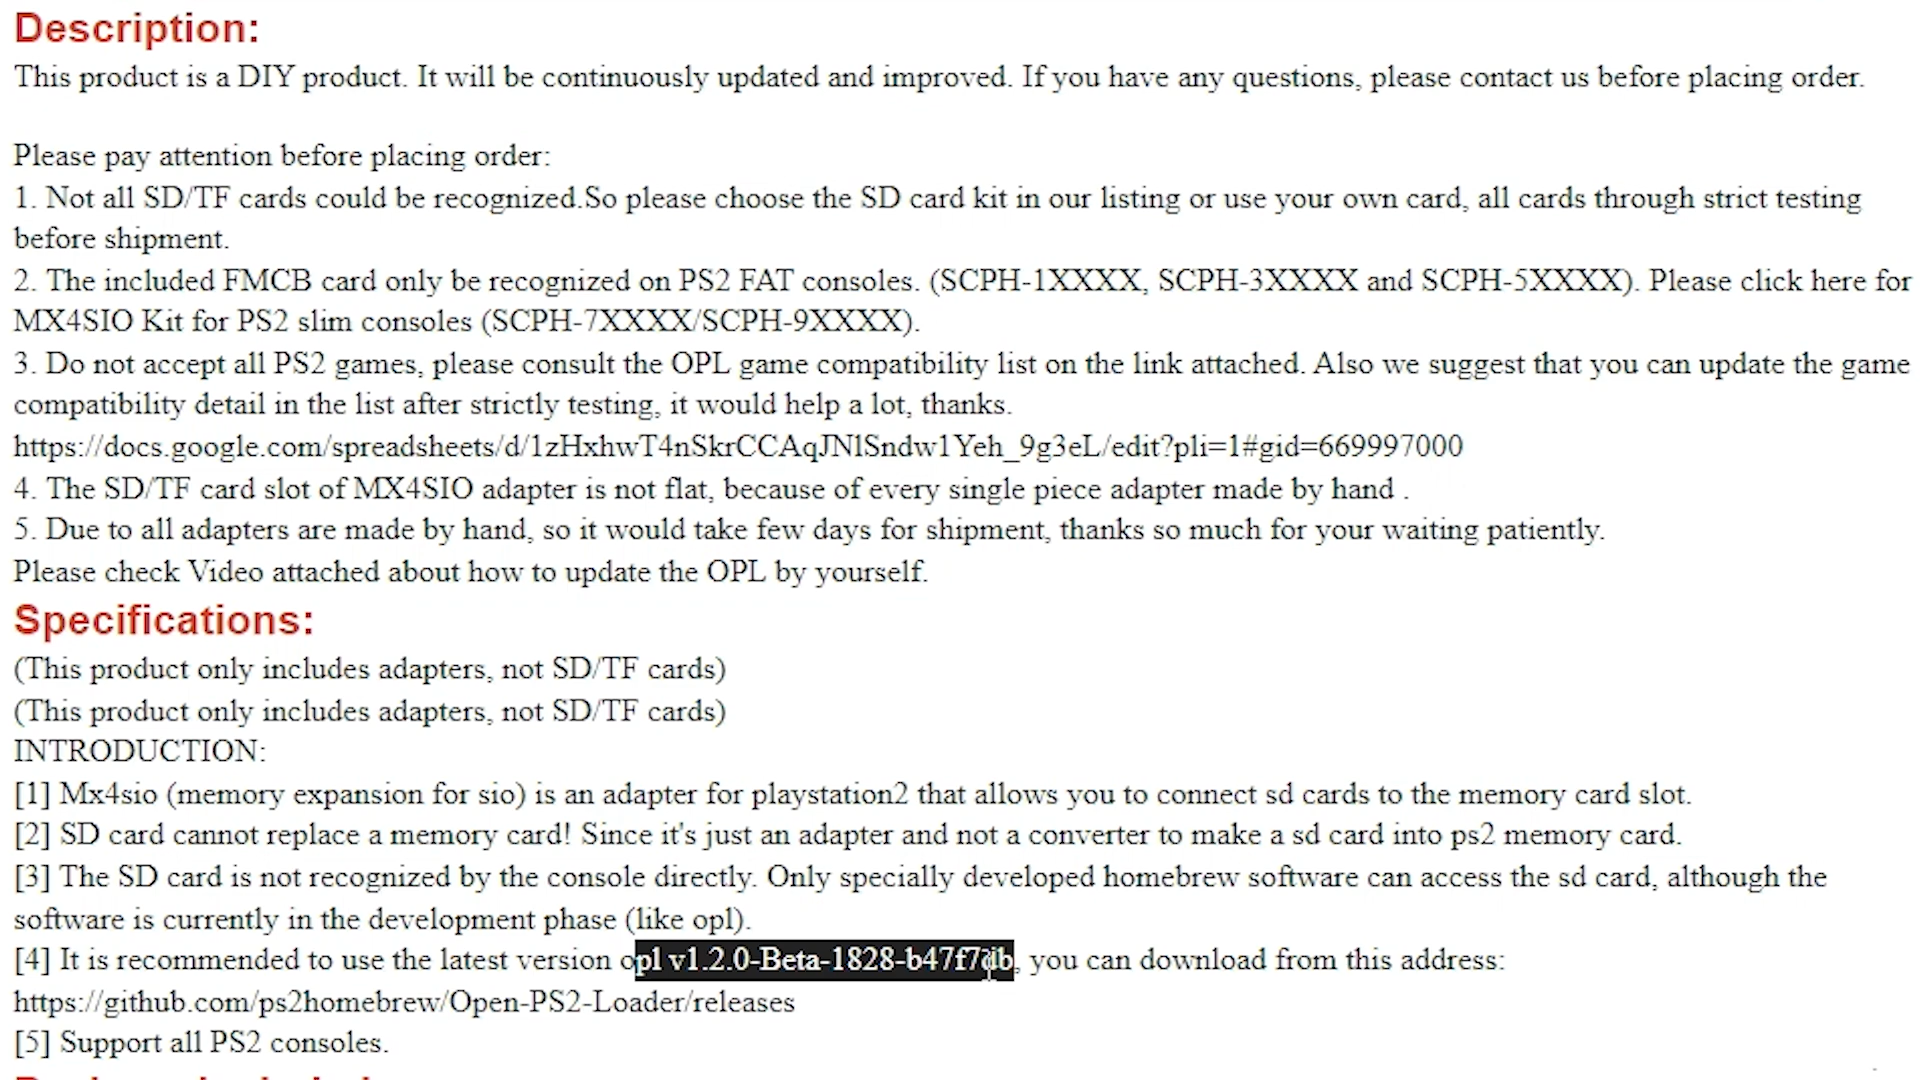 Description:
This product is a DIY product. It will be continuously updated and improved. If you have any questions, please contact us before placing order.
Please pay attention before placing order:
1. Not all SD/TF cards could be recognized.So please choose the SD card kit in our listing or use your own card, all cards through strict testing
before shipment.
2. The included FMCB card only be recognized on PS2 FAT consoles. (SCPH-1XXXX, SCPH-3XXXX and SCPH-5XXXX). Please click here for
MX4SIO Kit for PS2 slim consoles (SCPH-7XXXX/SCPH-9XXXX).
3. Do not accept all PS2 games, please consult the OPL game compatibility list on the link attached. Also we suggest that you can update the game
compatibility detail in the list after strictly testing, it would help a lot, thanks.
https://docs.google.com/spreadsheets/d/1zHxhwT4nSkrCCAqJNlSndw1Yeh_9g3eL/edit?pli=1#gid=669997000
4. The SD/TF card slot of MX4SIO adapter is not flat, because of every single piece adapter made by hand .
5. Due to all adapters are made by hand, so it would take few days for shipment, thanks so much for your waiting patiently.
Please check Video attached about how to update the OPL by yourself.
Specifications:
(This product only includes adapters, not SD/TF cards)
(This product only includes adapters, not SD/TF cards)
INTRODUCTION:
[1] Mx4sio (memory expansion for sio) is an adapter for playstation2 that allows you to connect sd cards to the memory card slot.
[2] SD card cannot replace a memory card! Since it's just an adapter and not a converter to make a sd card into ps2 memory card.
[3] The SD card is not recognized by the console directly. Only specially developed homebrew software can access the sd card, although the
software is currently in the development phase (like opl).
[4] It is recommended to use the latest version opl v1.2.0-Beta-1828-b47f7db, you can download from this address:
https://github.com/ps2homebrew/Open-PS2-Loader/releases
[5] Support all PS2 consoles.